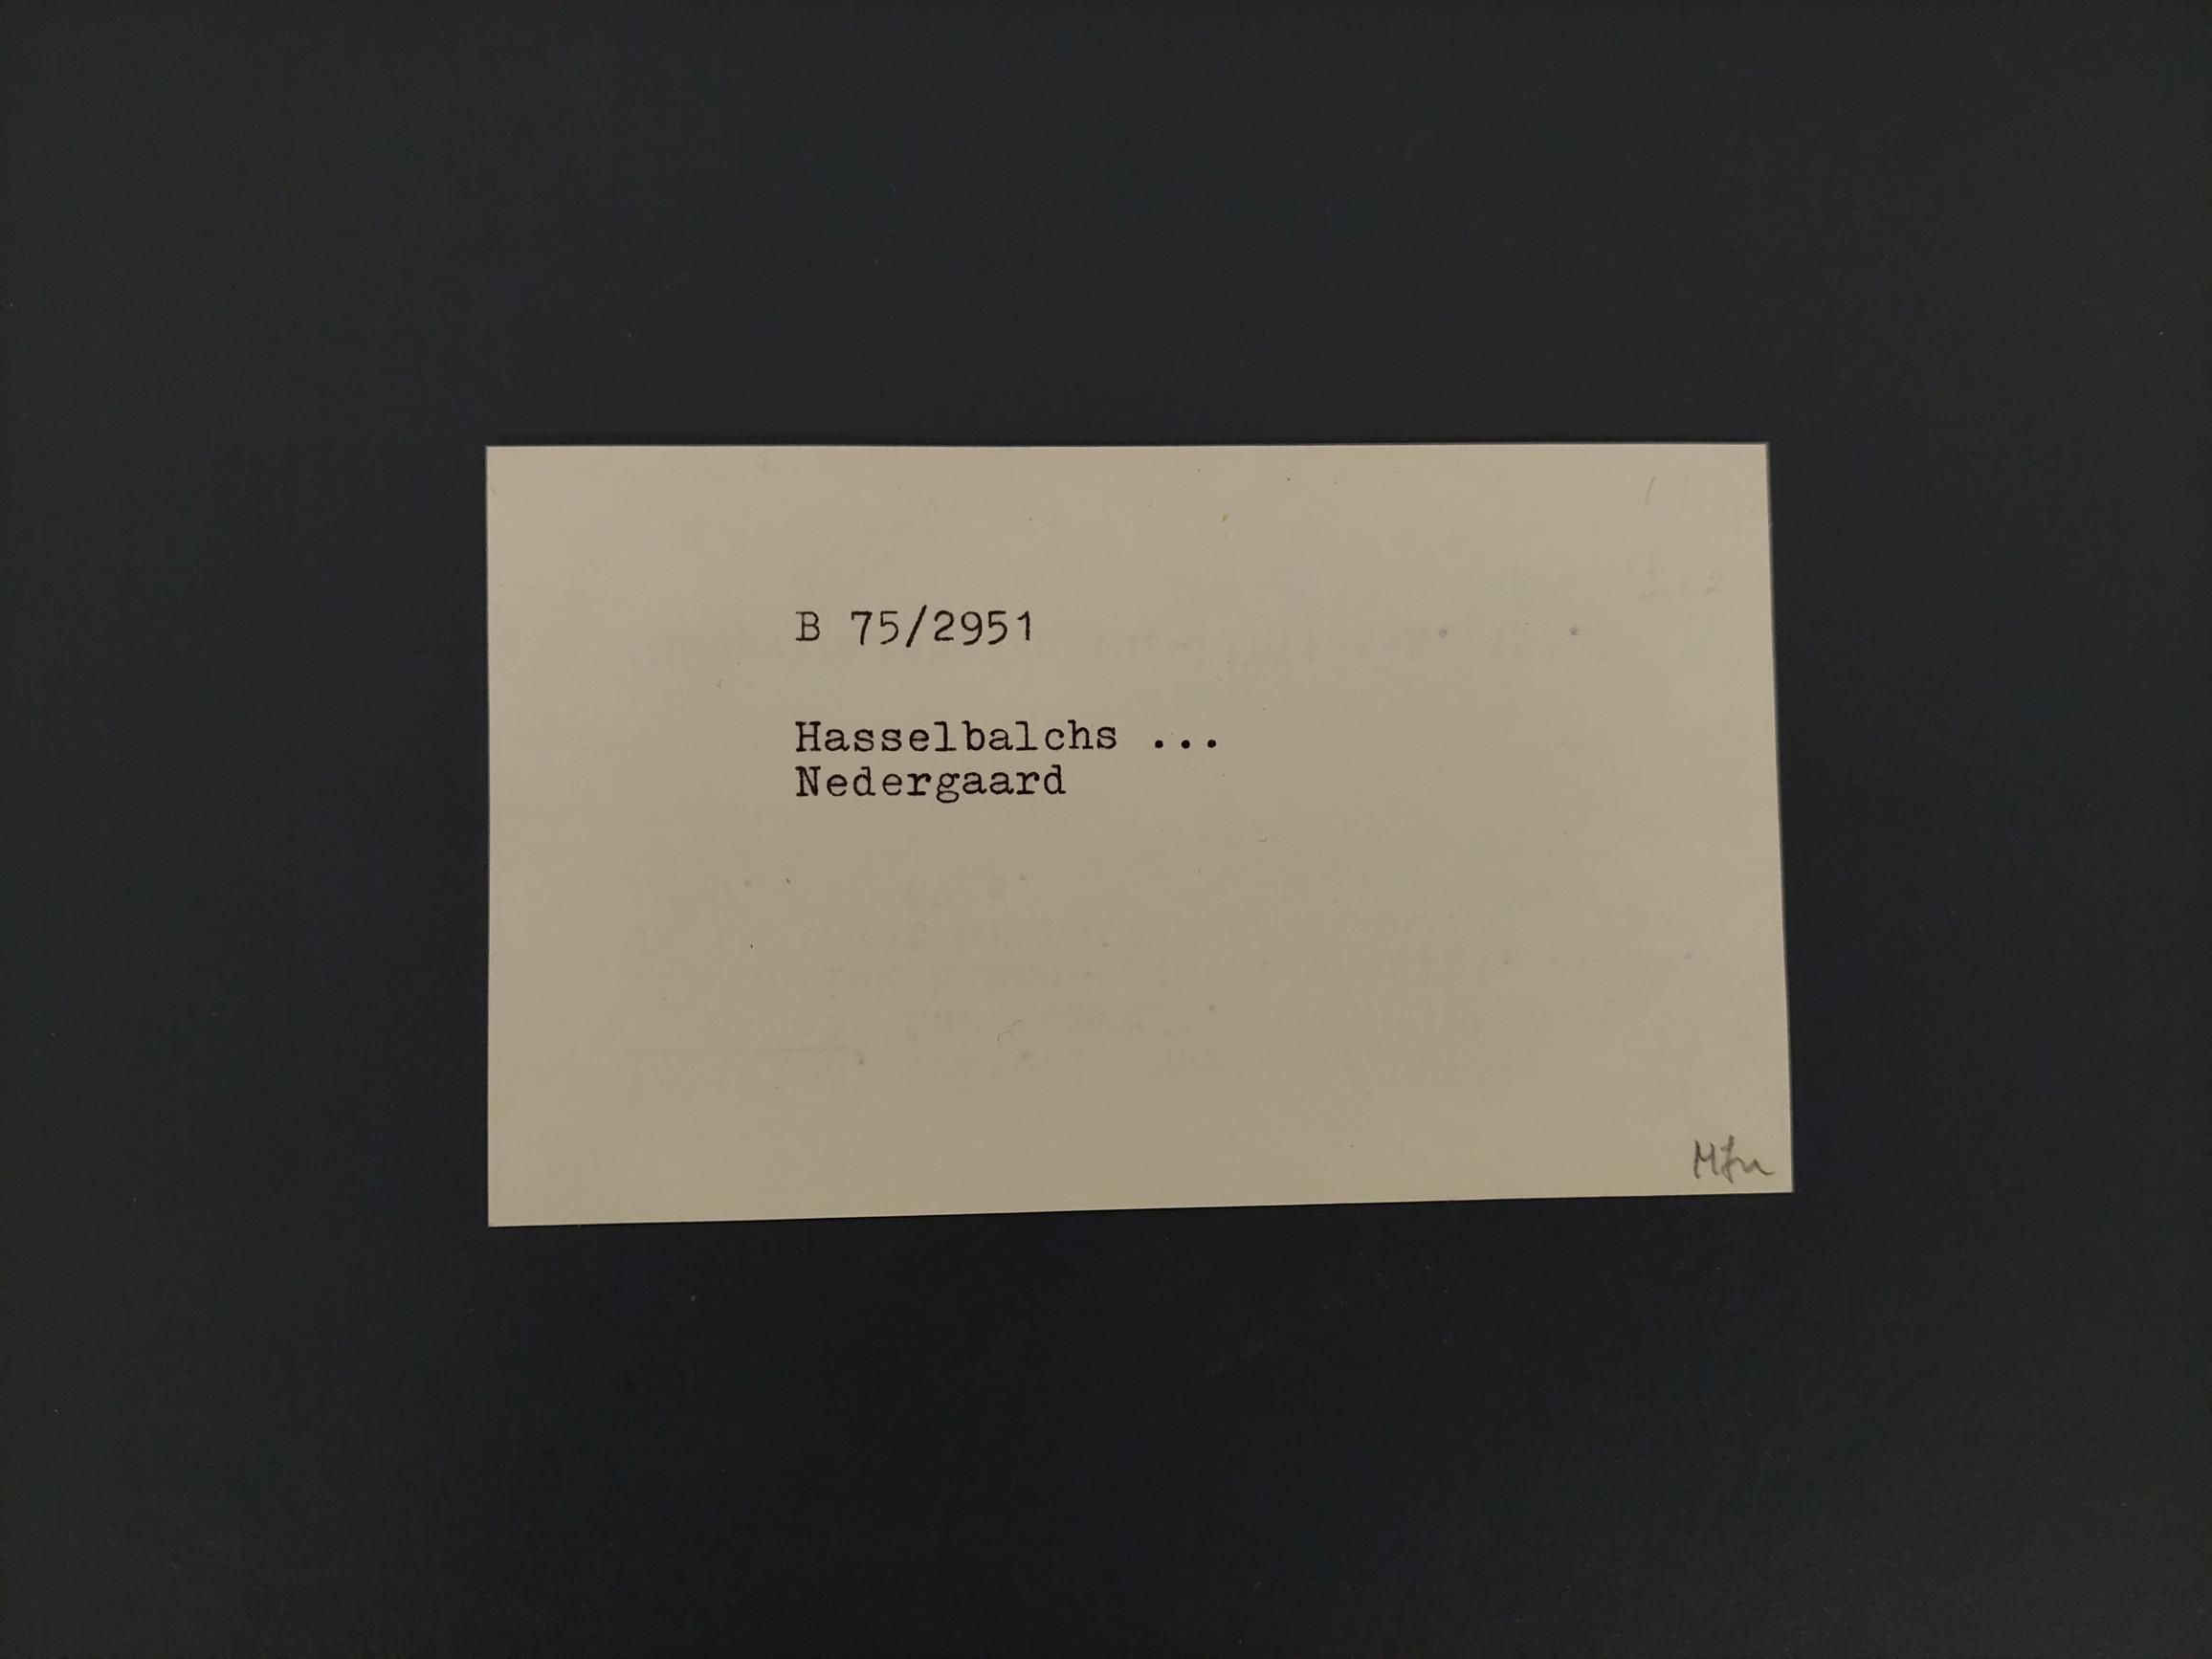 B 75/2951
Hasselbalchs ...
Nedergaard